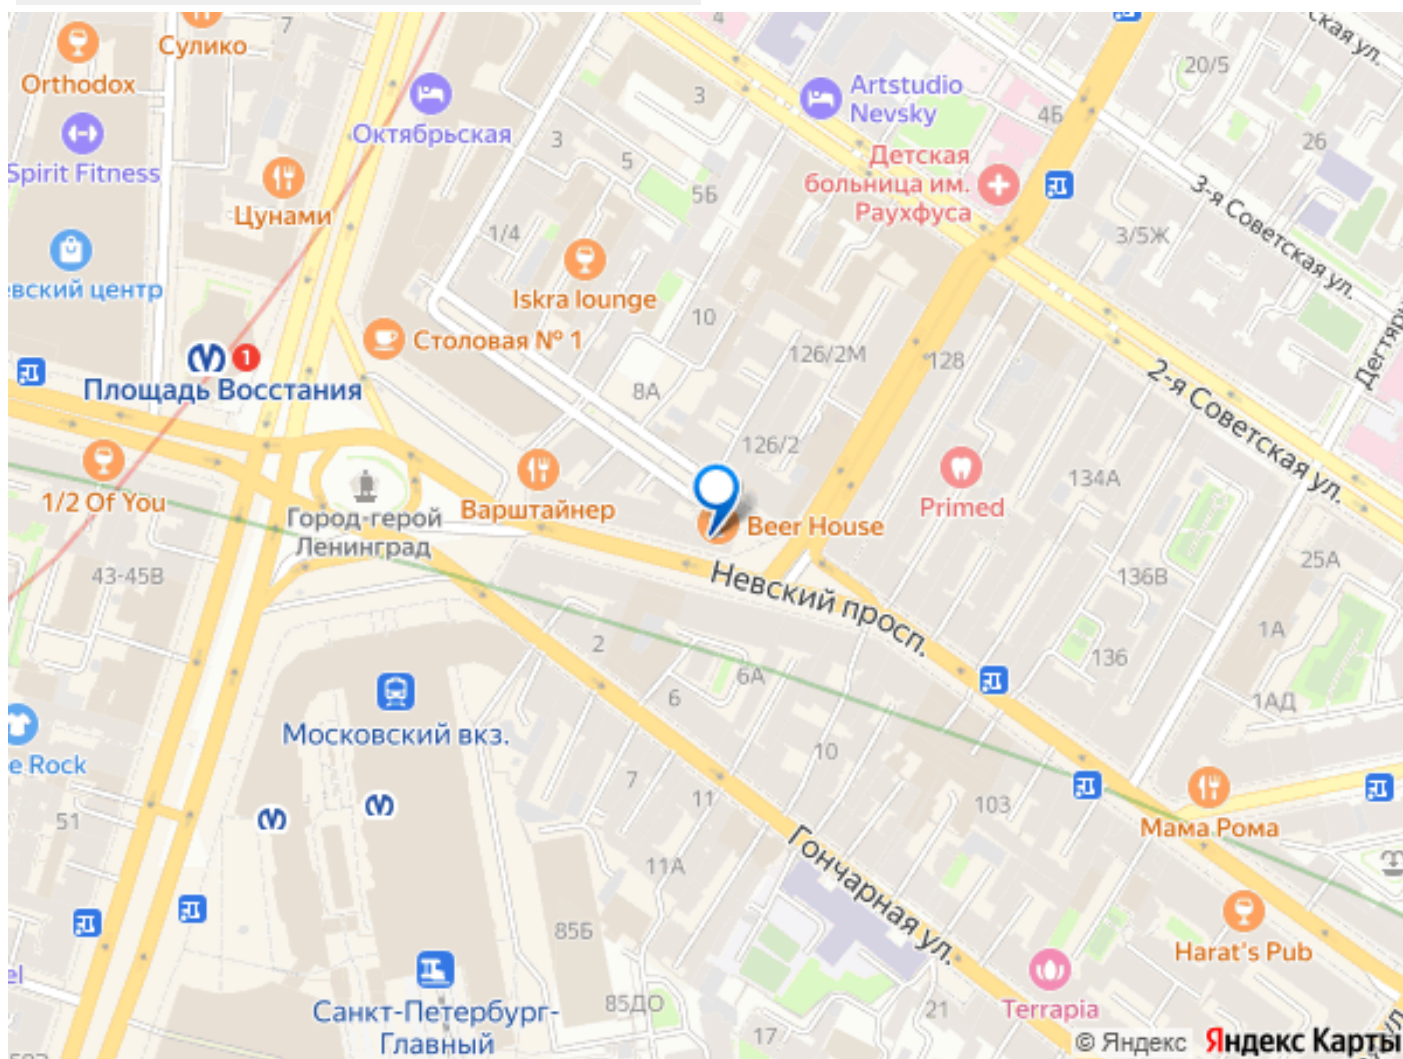 Сулико
7
4
ская ул.
Orthodox
20/5
Artstudio
Nevsky
3
4Б
Октябрьская
3
26
Spirit Fitness
5
Детская
больница им.
Раухфуса
5Б
3-я Советская ул.
Цунами
1/4
3/5Ж
вский центр
Iskra lounge
10
Столовая № 1
126/2М
128
1
Площадь Восстания
8А
2-я Советская ул.
Дегтярн
126/2
134А
1/2 Of You
Варштайнер
Primed
Город-герой
Ленинград
Beer House
43-45В
Невский просп.
136В
25А
2
1А
6А
136
6
1АД
Московский вкз.
e Rock
10
7
11
103
51
Мама Рома
11А
Гончарная ул.
85Б
Harat's Pub
el
Санкт-Петербург-
Главный
85ДО
21
Terrapia
17
© Яндекс Яндекс Карты